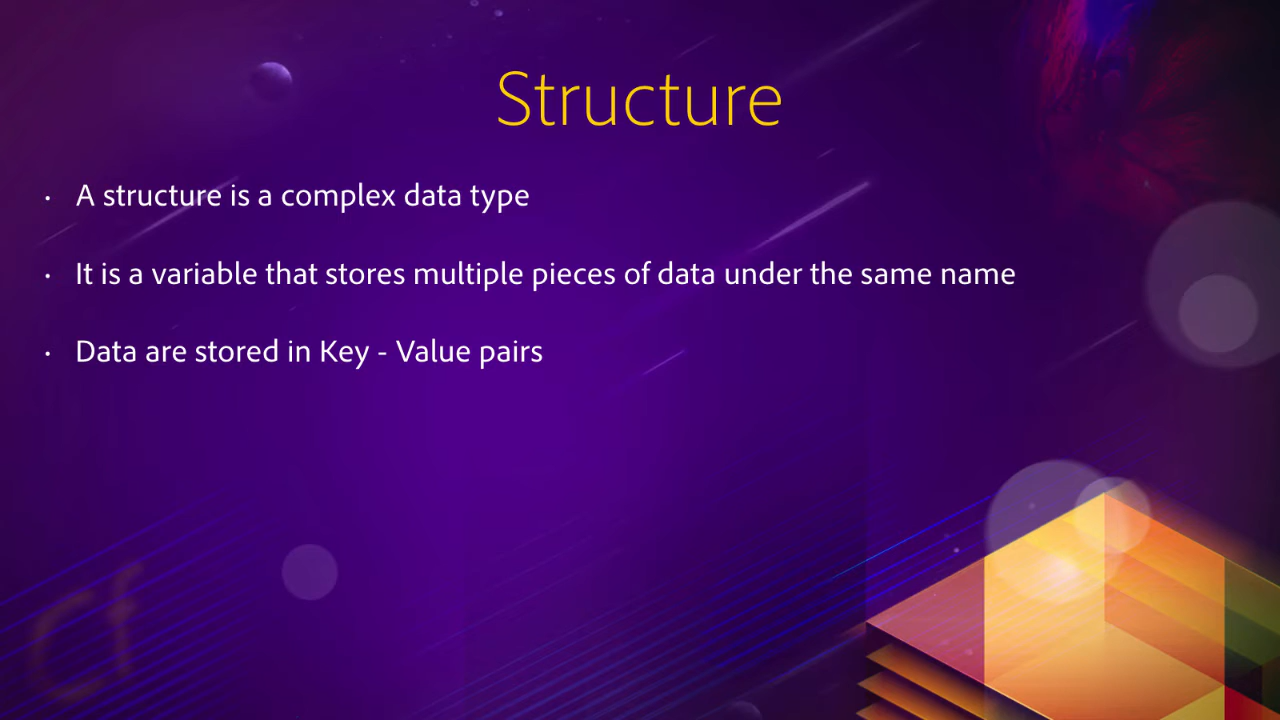 Structure
• A structure is a complex data type
• It is a variable that stores multiple pieces of data under the same name
• Data are stored in Key - Value pairs
Cf